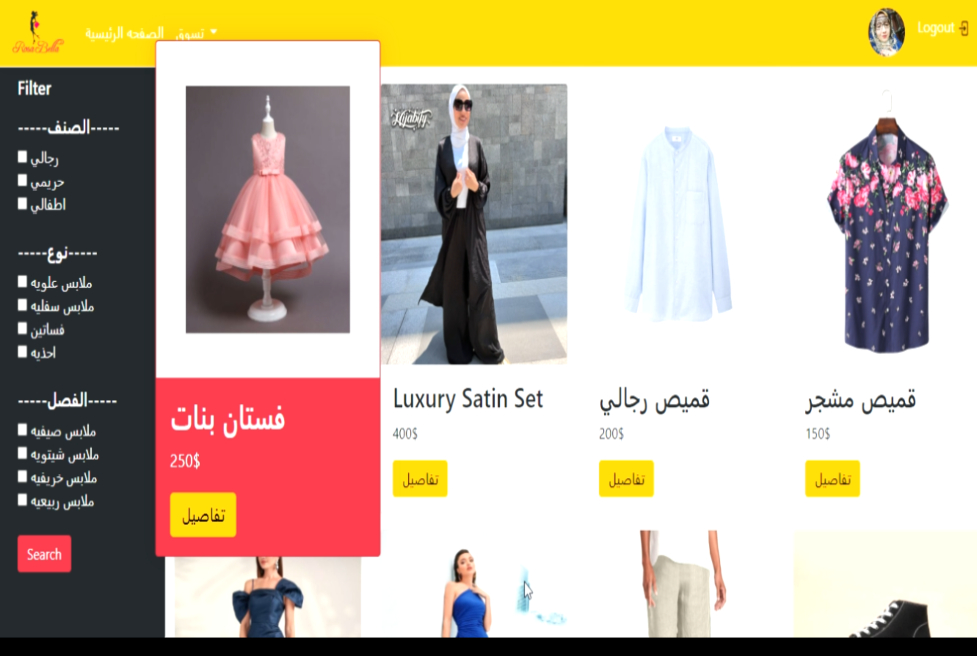 الصفحه الرئيسية
تسوق
Logout
Filter
-----الصنف-----
رجالي
حريمي
اطفالي
-----نوع-----
ملابس علويه
ملابس سفليه
فساتين
احذيه
-----الفصل-----
ملابس صيفيه
ملابس شيتويه
ملابس خريفيه
ملابس ربيعيه
Search
فستان بنات
250$
تفاصيل
Hijabify
Luxury Satin Set
400$
تفاصيل
قميص رجالي
200$
تفاصيل
قميص مشجر
150$
تفاصيل